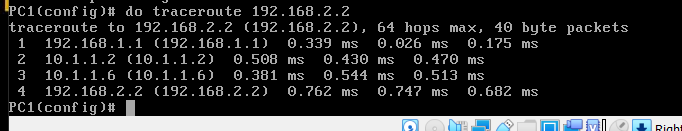 PC1(config)# do traceroute 192.168.2.2
traceroute to 192.168.2.2 (192.168.2.2), 64 hops max, 40 byte packets
1 192.168.1.1 (192.168.1.1) 0.339 ms 0.026 ms 0.175 ms
2 10.1.1.2 (10.1.1.2) 0.508 ms 0.430 ms 0.470 ms
3 10.1.1.6 (10.1.1.6) 0.381 ms 0.544 ms 0.513 ms
4 192.168.2.2 (192.168.2.2) 0.762 ms 0.747 ms 0.682 ms
PC1(config)#
Right